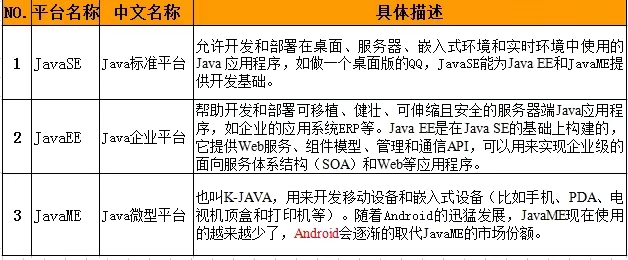 NO. 平台名称 中文名称 具体描述
1 JavaSE Java标准平台
允许开发和部署在桌面、服务器、嵌入式环境和实时环境中使用的
Java 应用程序，如做一个桌面版的QQ，JavaSE能为Java EE和JavaME提
供开发基础。
2 JavaEE Java企业平台
帮助开发和部署可移植、健壮、可伸缩且安全的服务器端Java应用程
序，如企业的应用系统ERP等。Java EE是在Java SE的基础上构建的，
它提供Web服务、组件模型、管理和通信API，可以用来实现企业级的
面向服务体系结构（SOA）和Web等应用程序。
3 JavaME Java微型平台
也叫K-JAVA，用来开发移动设备和嵌入式设备（比如手机、PDA、电
视机顶盒和打印机等）。随着Android的迅猛发展，JavaME现在使用
的越来越少了，Android会逐渐的取代JavaME的市场份额。